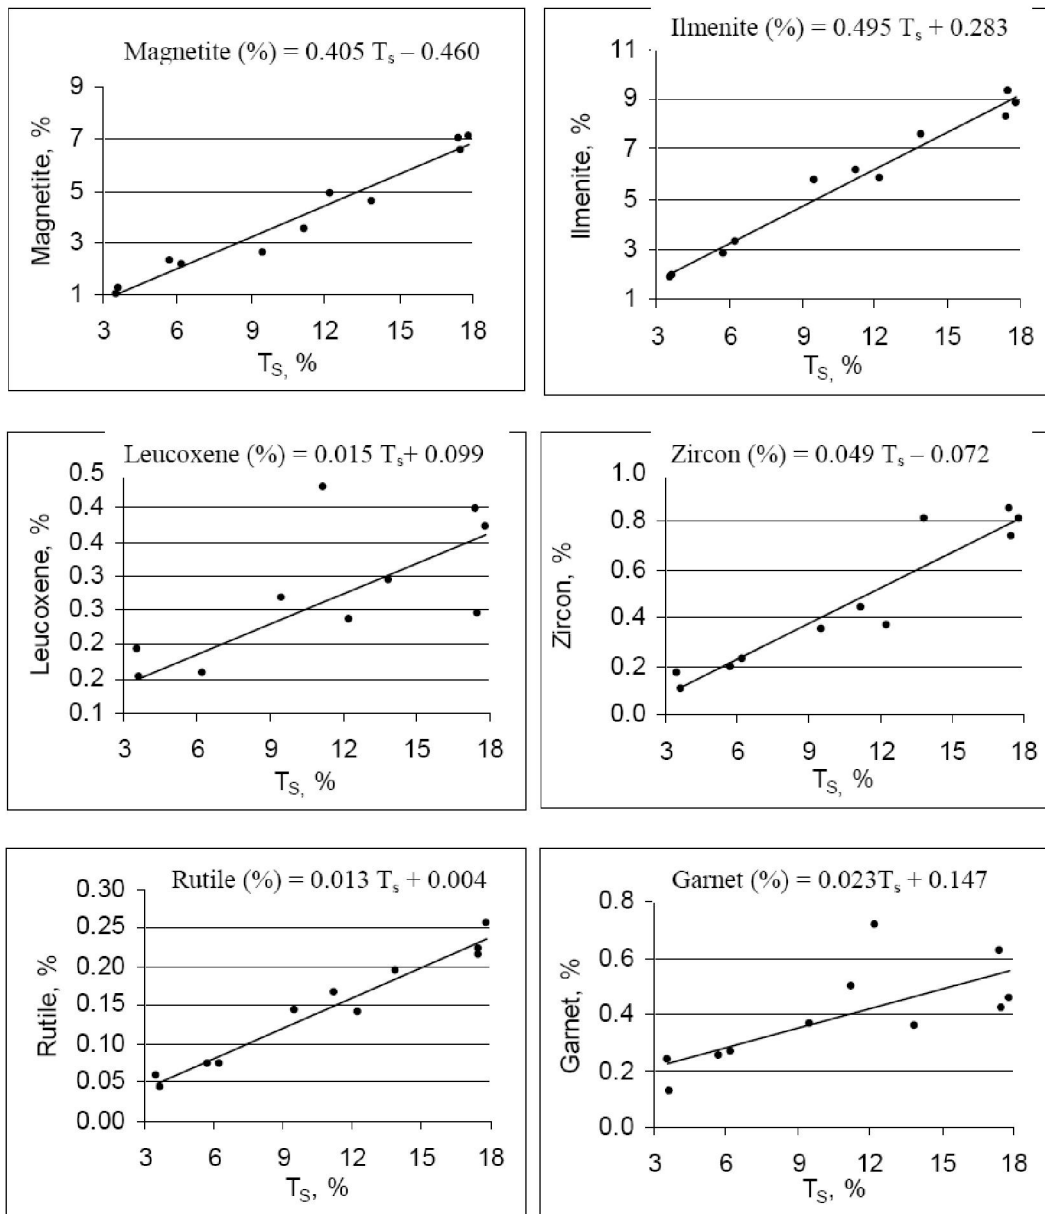 Magnetite (%) = 0.405 Ts – 0.460
Magnetite, %
9
7
5
3
1
3 6 9 12 15 18
TS, %
Ilmenite (%) = 0.495 Ts + 0.283
Ilmenite, %
11
9
7
5
3
1
3 6 9 12 15 18
TS, %
Leucoxene (%) = 0.015 Ts+ 0.099
Leucoxene, %
0.5
0.4
0.4
0.3
0.3
0.2
0.2
0.1
3 6 9 12 15 18
TS, %
Zircon (%) = 0.049 Ts – 0.072
Zircon, %
1.0
0.8
0.6
0.4
0.2
0.0
3 6 9 12 15 18
TS, %
Rutile (%) = 0.013 Ts + 0.004
Rutile, %
0.30
0.25
0.20
0.15
0.10
0.05
0.00
3 6 9 12 15 18
TS, %
Garnet (%) = 0.023Ts + 0.147
Garnet, %
0.8
0.6
0.4
0.2
0.0
3 6 9 12 15 18
TS, %